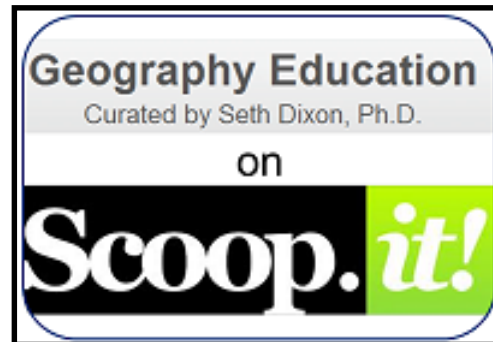 Geography Education
Curated by Seth Dixon, Ph.D.
on
Scoop.it!